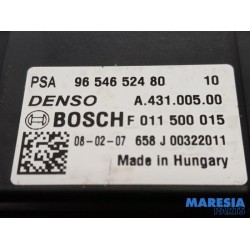 PSA 96 546 524 80 10
DENSO A.431.005.00
BOSCH F 011 500 015
08-02-07 658 J 00322011
Made in Hungary
MARESIA
PARTS